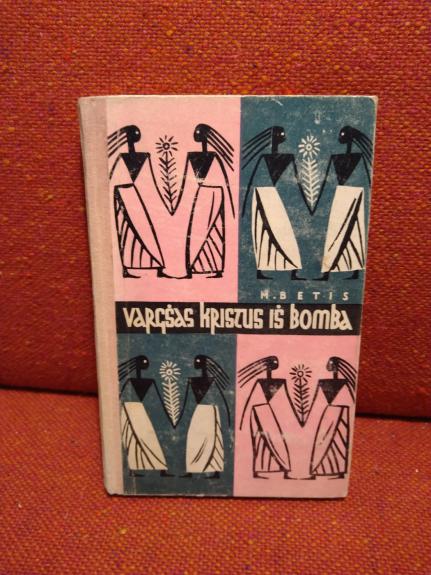 M.BETIS
VARGŠAS KRISTUS IŠ BOMBA